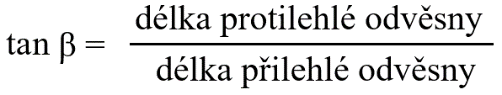 tan β = délka protilehlé odvěsny
délka přilehlé odvěsny